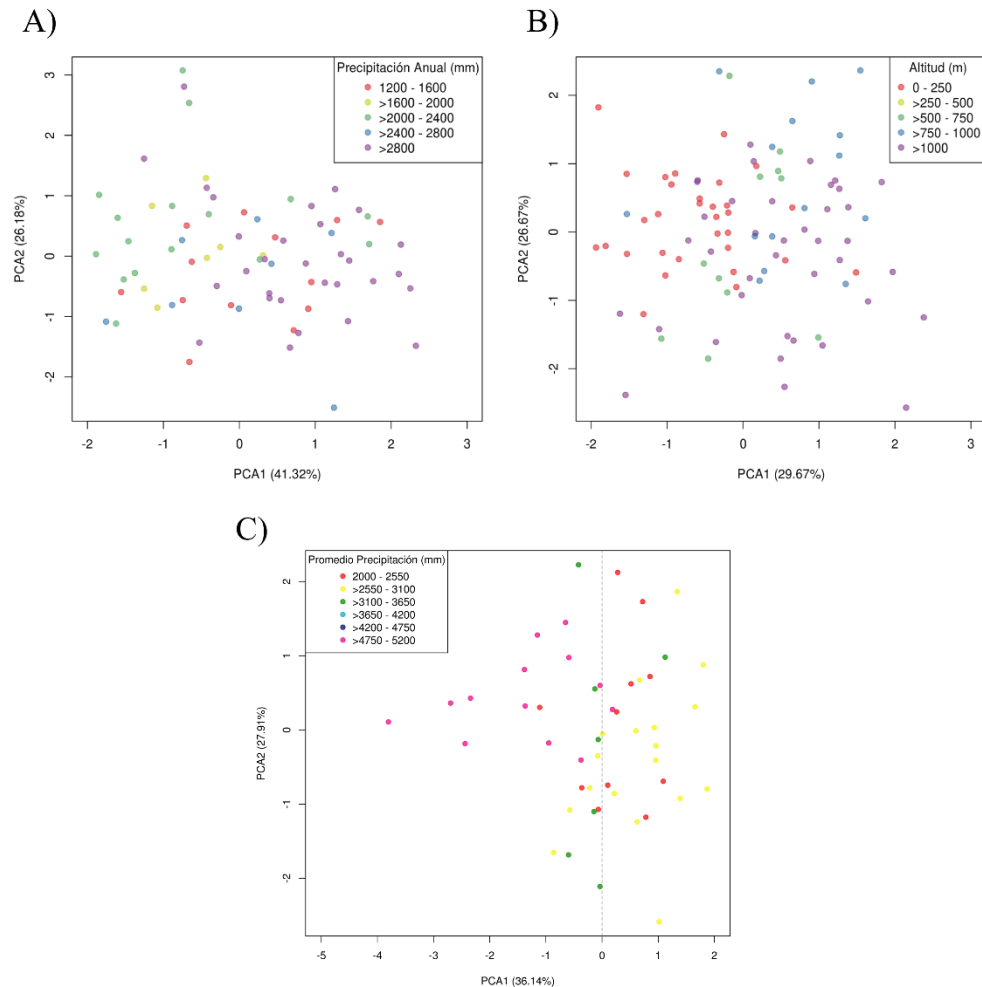 A)
Precipitación Anual (mm)
1200 - 1600
>1600 - 2000
>2000 - 2400
>2400 - 2800
>2800
3
2
1
0
-1
-2
PCA2 (26.18%)
-2 -1 0 1 2 3
PCA1 (41.32%)
B)
Altitud (m)
0 - 250
>250 - 500
>500 - 750
>750 - 1000
>1000
2
1
0
-1
-2
PCA2 (26.67%)
-2 -1 0 1 2 3
PCA1 (29.67%)
C)
Promedio Precipitación (mm)
2000 - 2550
>2550 - 3100
>3100 - 3650
>3650 - 4200
>4200 - 4750
>4750 - 5200
2
1
0
-1
-2
PCA2 (27.91%)
-5 -4 -3 -2 -1 0 1 2
PCA1 (36.14%)